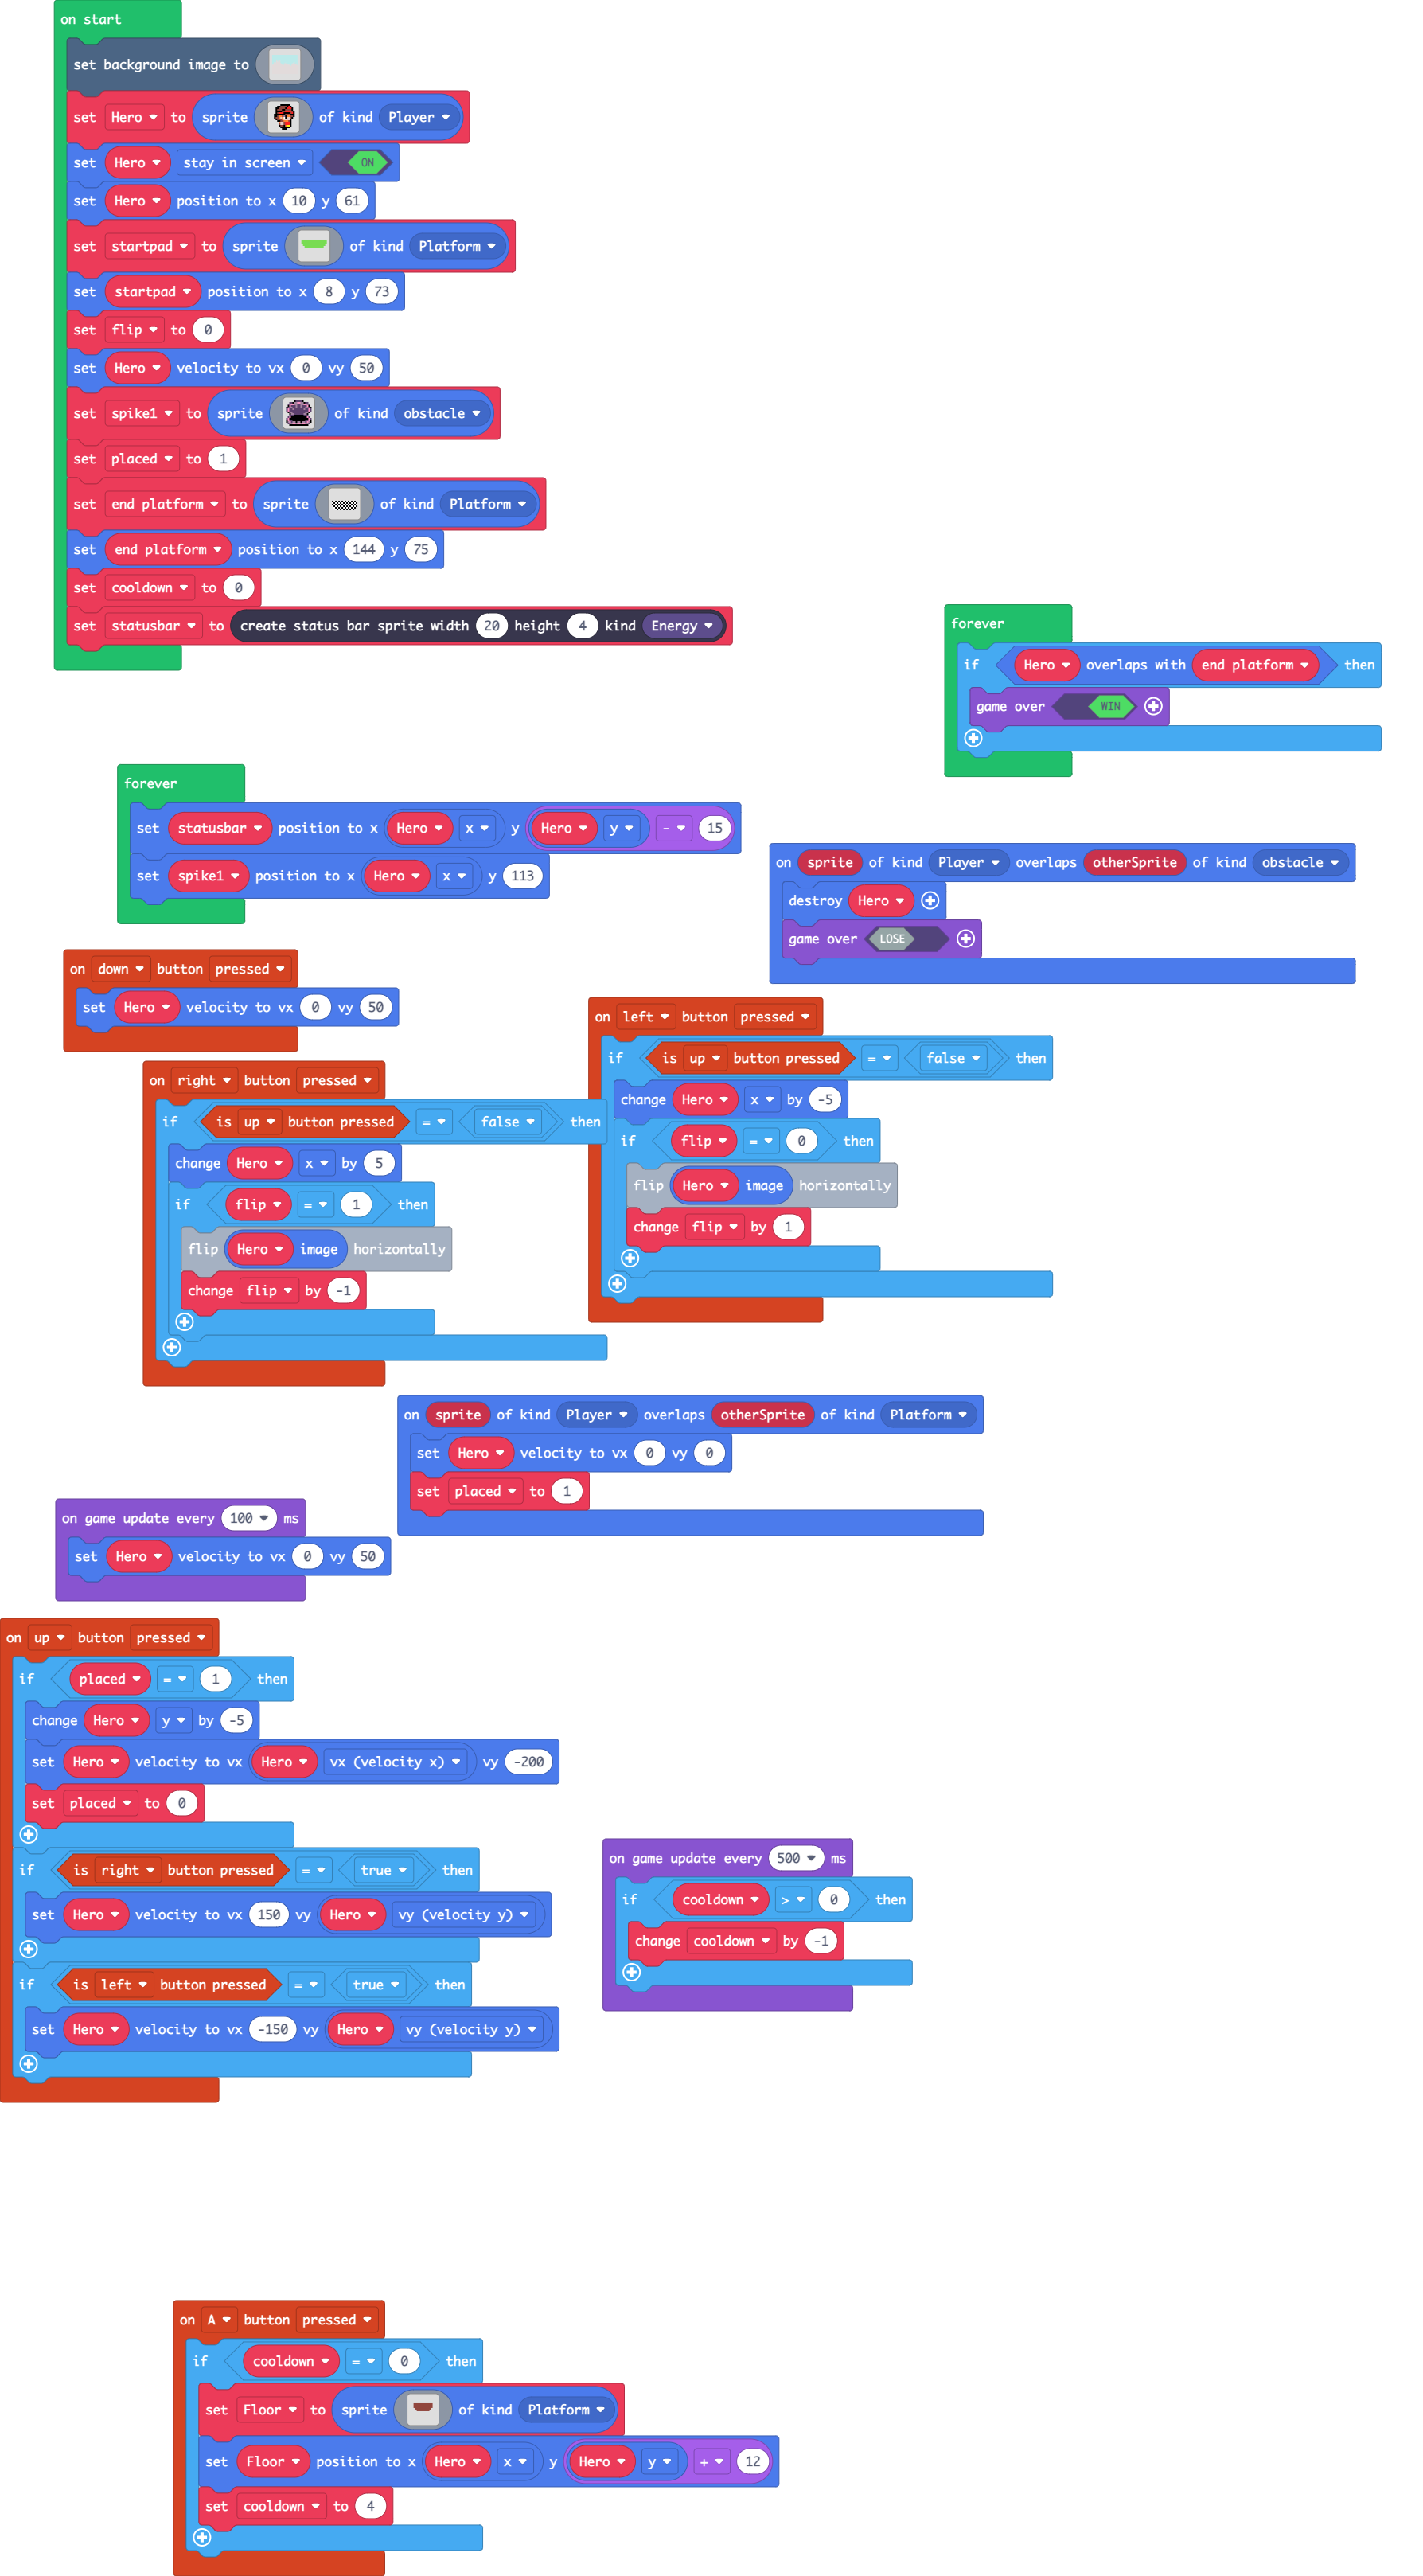 on start
set background image to
set Hero to sprite of kind Player
set Hero stay in screen ON
set Hero position to x 10 y 61
set startpad to sprite of kind Platform
set startpad position to x 8 y 73
set flip to 0
set Hero velocity to vx 0 vy 50
set spike1 to sprite of kind obstacle
set placed to 1
set end platform to sprite of kind Platform
set end platform position to x 144 y 75
set cooldown to 0
set statusbar to create status bar sprite width 20 height 4 kind Energy
forever
if Hero overlaps with end platform then
game over WIN
forever
set statusbar position to x Hero x y Hero y - 15
set spike1 position to x Hero x y 113
on sprite of kind Player overlaps otherSprite of kind obstacle
destroy Hero
game over LOSE
on down button pressed
set Hero velocity to vx 0 vy 50
on left button pressed
if is up button pressed = false then
change Hero x by -5
if flip = 0 then
flip Hero image horizontally
change flip by 1
on right button pressed
if is up button pressed = false then
change Hero x by 5
if flip = 1 then
flip Hero image horizontally
change flip by -1
on sprite of kind Player overlaps otherSprite of kind Platform
set Hero velocity to vx 0 vy 0
set placed to 1
on game update every 100 ms
set Hero velocity to vx 0 vy 50
on up button pressed
if placed = 1 then
change Hero y by -5
set Hero velocity to vx Hero vx (velocity x) vy -200
set placed to 0
if is right button pressed = true then
set Hero velocity to vx 150 vy Hero vy (velocity y)
if is left button pressed = true then
set Hero velocity to vx -150 vy Hero vy (velocity y)
on game update every 500 ms
if cooldown > 0 then
change cooldown by -1
on A button pressed
if cooldown = 0 then
set Floor to sprite of kind Platform
set Floor position to x Hero x y Hero y + 12
set cooldown to 4